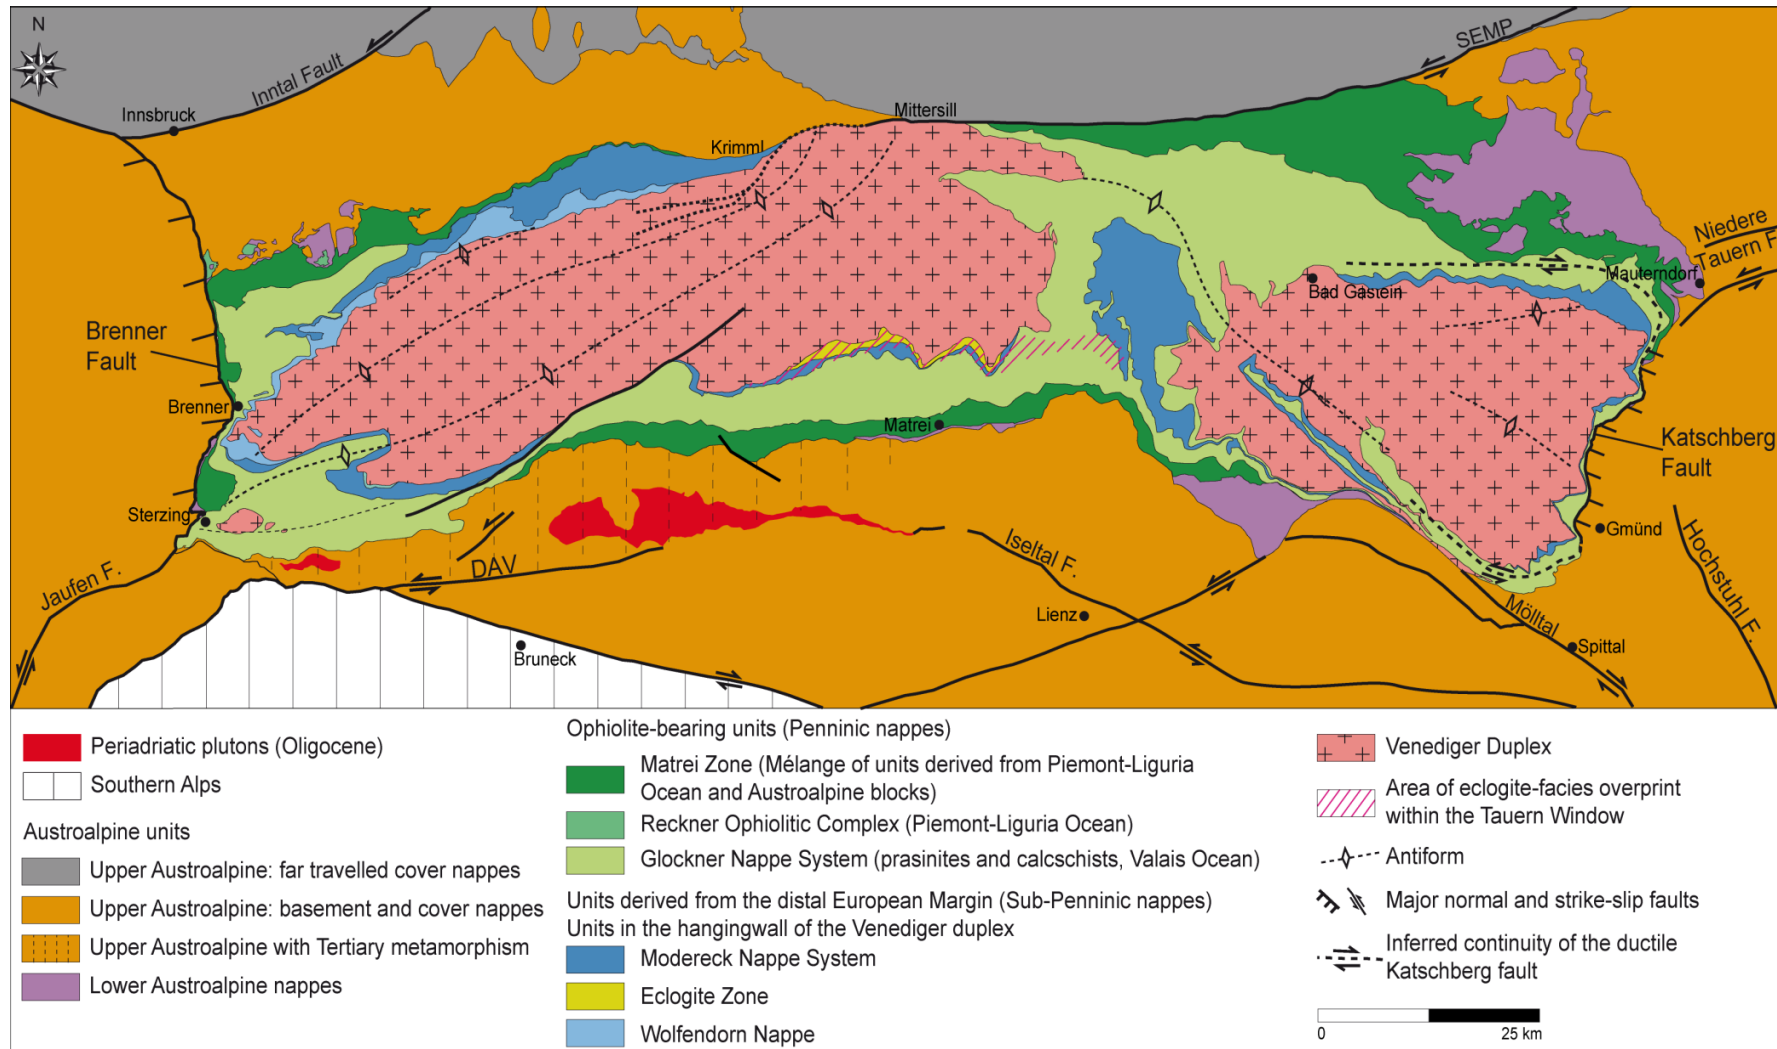 N
SEMP
Inntal Fault
Innsbruck
Mittersill
Krimml
Niedere
Tauern F.
Mauterndorf
Bad Gastein
Brenner
Fault
Brenner
Matrei
Katschberg
Fault
Sterzing
Gmünd
Jaufen F.
DAV
Iseltal F.
Hochstuhl F.
Lienz
Mölltal
Bruneck
Spittal
Periadriatic plutons (Oligocene)
Southern Alps
Austroalpine units
Upper Austroalpine: far travelled cover nappes
Upper Austroalpine: basement and cover nappes
Upper Austroalpine with Tertiary metamorphism
Lower Austroalpine nappes
Ophiolite-bearing units (Penninic nappes)
Matrei Zone (Mélange of units derived from Piemont-Liguria
Ocean and Austroalpine blocks)
Reckner Ophiolitic Complex (Piemont-Liguria Ocean)
Glockner Nappe System (prasinites and calcschists, Valais Ocean)
Units derived from the distal European Margin (Sub-Penninic nappes)
Units in the hangingwall of the Venediger duplex
Modereck Nappe System
Eclogite Zone
Wolfendorn Nappe
Venediger Duplex
Area of eclogite-facies overprint
within the Tauern Window
Antiform
Major normal and strike-slip faults
Inferred continuity of the ductile
Katschberg fault
0 25 km